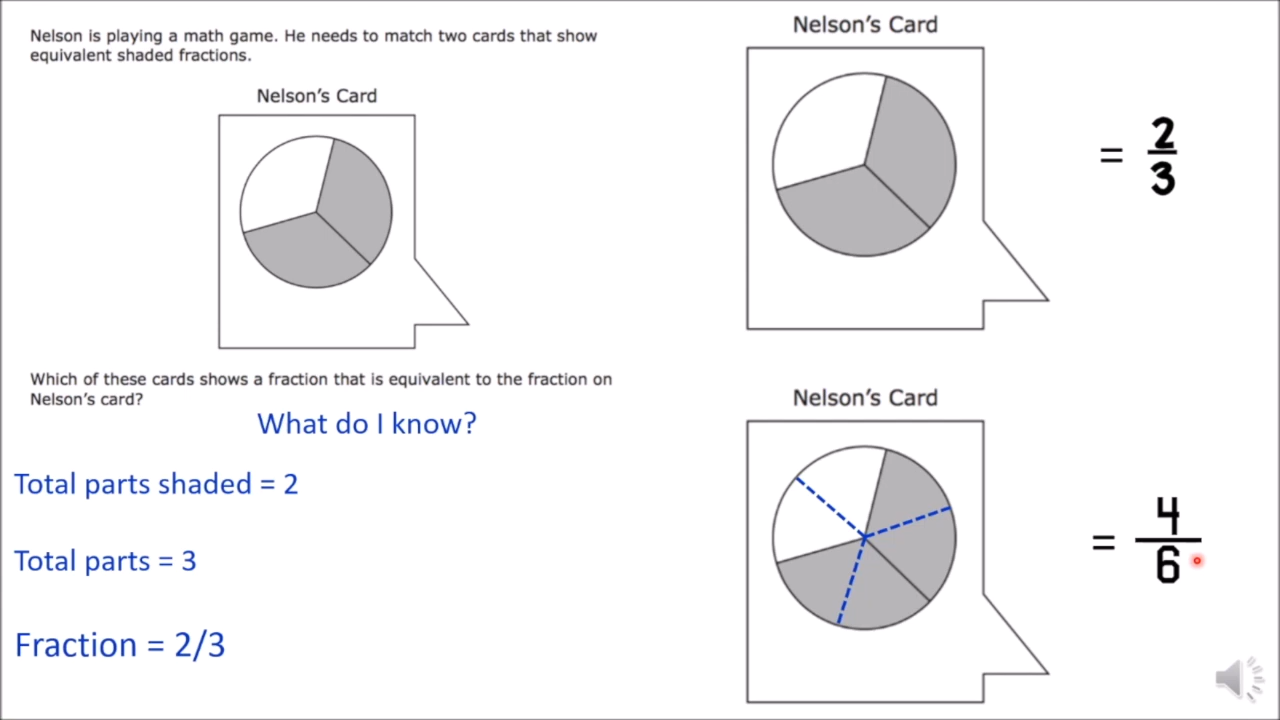 Nelson is playing a math game. He needs to match two cards that show
equivalent shaded fractions.
Nelson's Card
Which of these cards shows a fraction that is equivalent to the fraction on
Nelson's card?
What do I know?
Total parts shaded = 2
Total parts = 3
Fraction = 2/3
Nelson's Card
= 2/3
Nelson's Card
= 4/6